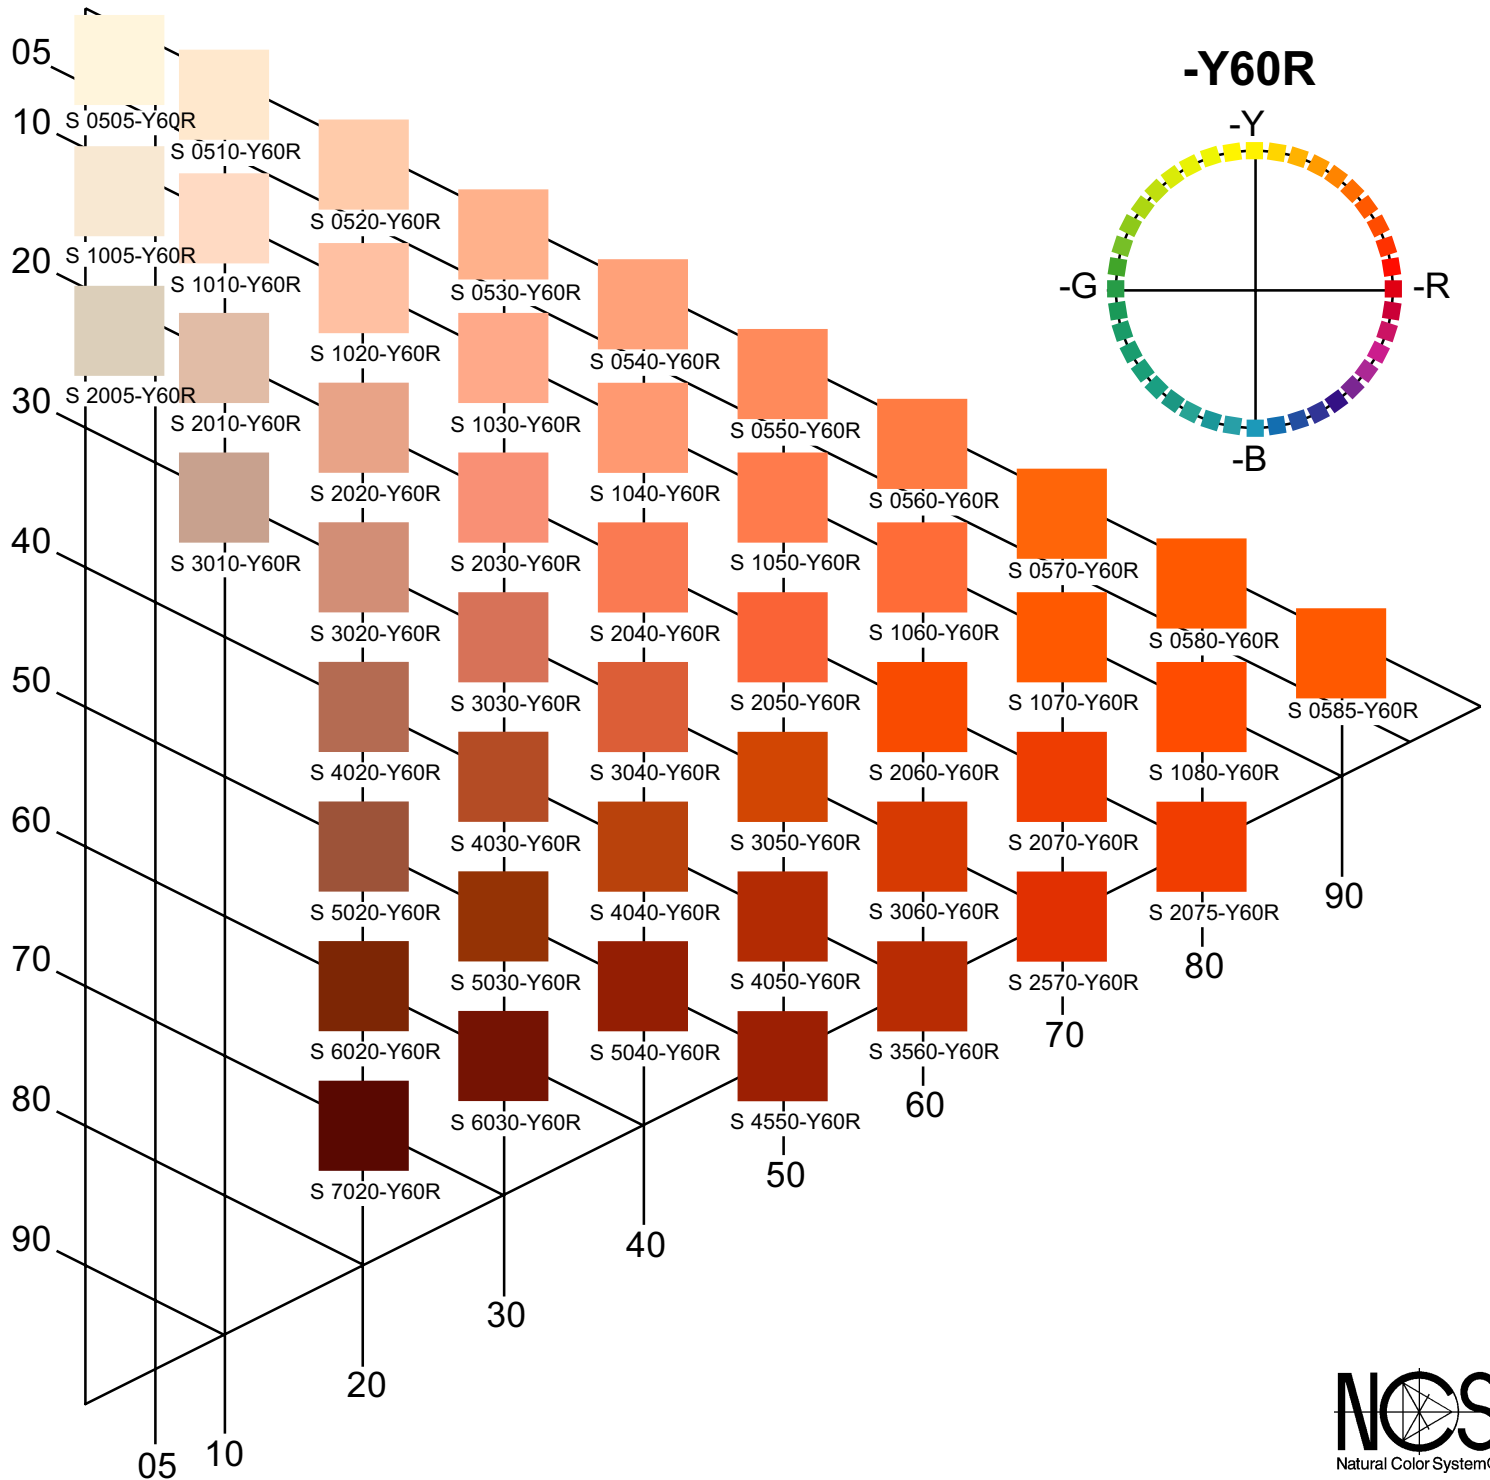 -Y60R
-Y
-G
-R
-B
05
10
20
30
40
50
60
70
80
90
S 0505-Y60R
S 0510-Y60R
S 0520-Y60R
S 1005-Y60R
S 1010-Y60R
S 0530-Y60R
S 1020-Y60R
S 0540-Y60R
S 2005-Y60R
S 2010-Y60R
S 1030-Y60R
S 0550-Y60R
S 2020-Y60R
S 1040-Y60R
S 0560-Y60R
S 3010-Y60R
S 2030-Y60R
S 1050-Y60R
S 0570-Y60R
S 3020-Y60R
S 2040-Y60R
S 1060-Y60R
S 0580-Y60R
S 3030-Y60R
S 2050-Y60R
S 1070-Y60R
S 0585-Y60R
S 4020-Y60R
S 3040-Y60R
S 2060-Y60R
S 1080-Y60R
S 4030-Y60R
S 3050-Y60R
S 2070-Y60R
S 5020-Y60R
S 4040-Y60R
S 3060-Y60R
S 2075-Y60R
S 5030-Y60R
S 4050-Y60R
S 2570-Y60R
S 6020-Y60R
S 5040-Y60R
S 3560-Y60R
S 6030-Y60R
S 4550-Y60R
S 7020-Y60R
90
80
70
60
50
40
30
20
10
05
NCS
Natural Color System©